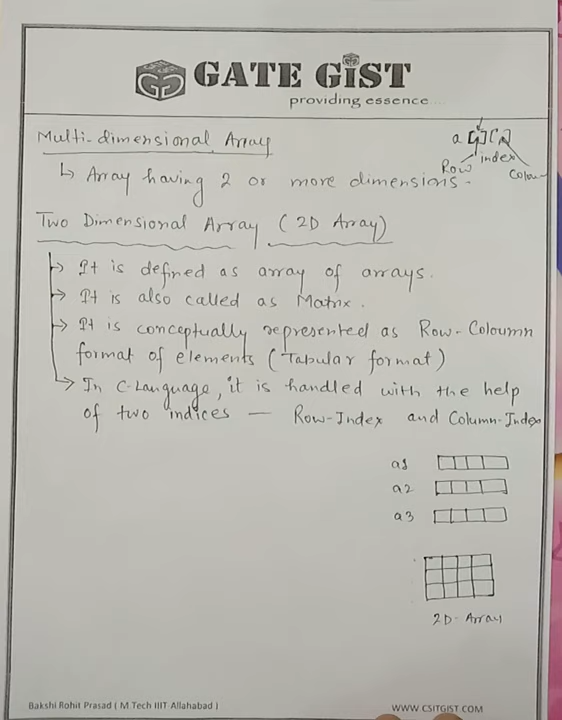 GATE GiST
providing essence....
Multi-dimensional Array
a[i][j]
Row index Colou
↳ Array having 2 or more dimensions.
Two Dimensional Array (2D Array)
→ It is defined as array of arrays.
→ It is also called as Matrix.
→ It is conceptually represented as Row-Coloumn
format of elements (Tabular format)
→ In C-Language, it is handled with the help
of two indices — Row-Index and Column-Index
a1
a2
a3
2D-Array
Bakshi Rohit Prasad ( M Tech IIIT Allahabad )
WWW.CSITGIST.COM